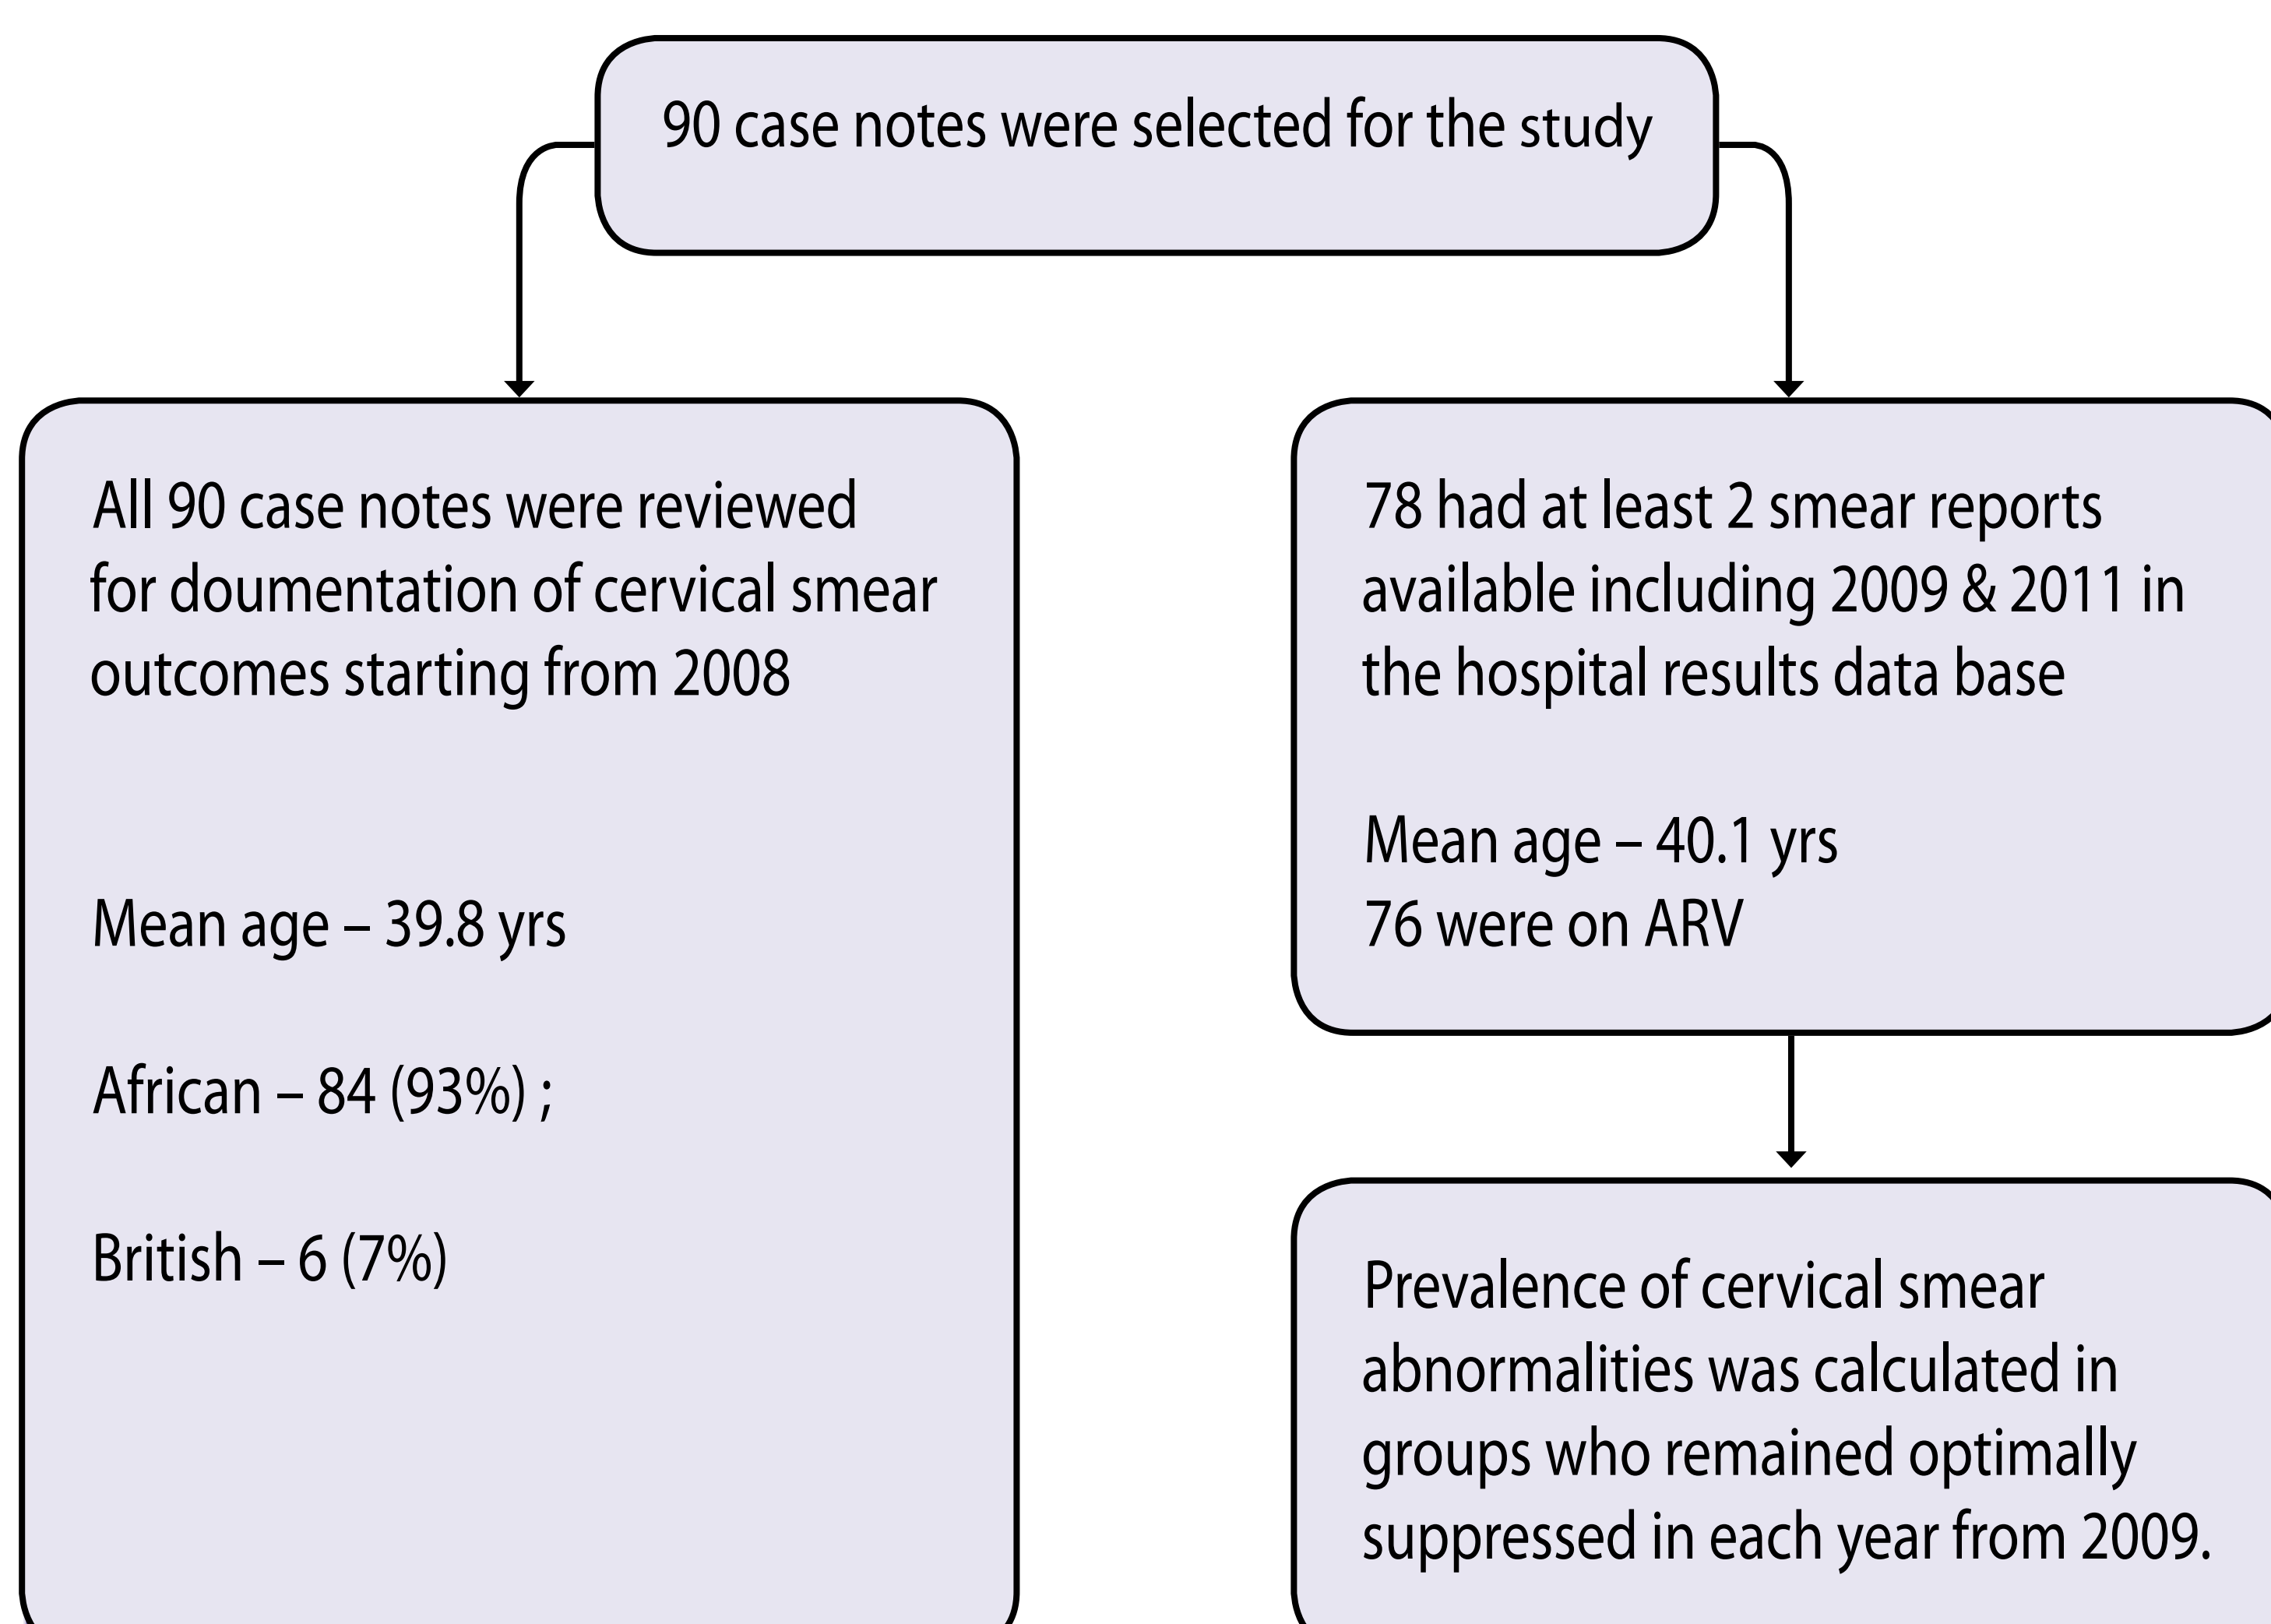 90 case notes were selected for the study
All 90 case notes were reviewed
for doumentation of cervical smear
outcomes starting from 2008
Mean age – 39.8 yrs
African – 84 (93%) ;
British – 6 (7%)
78 had at least 2 smear reports
available including 2009 & 2011 in
the hospital results data base
Mean age – 40.1 yrs
76 were on ARV
Prevalence of cervical smear
abnormalities was calculated in
groups who remained optimally
suppressed in each year from 2009.